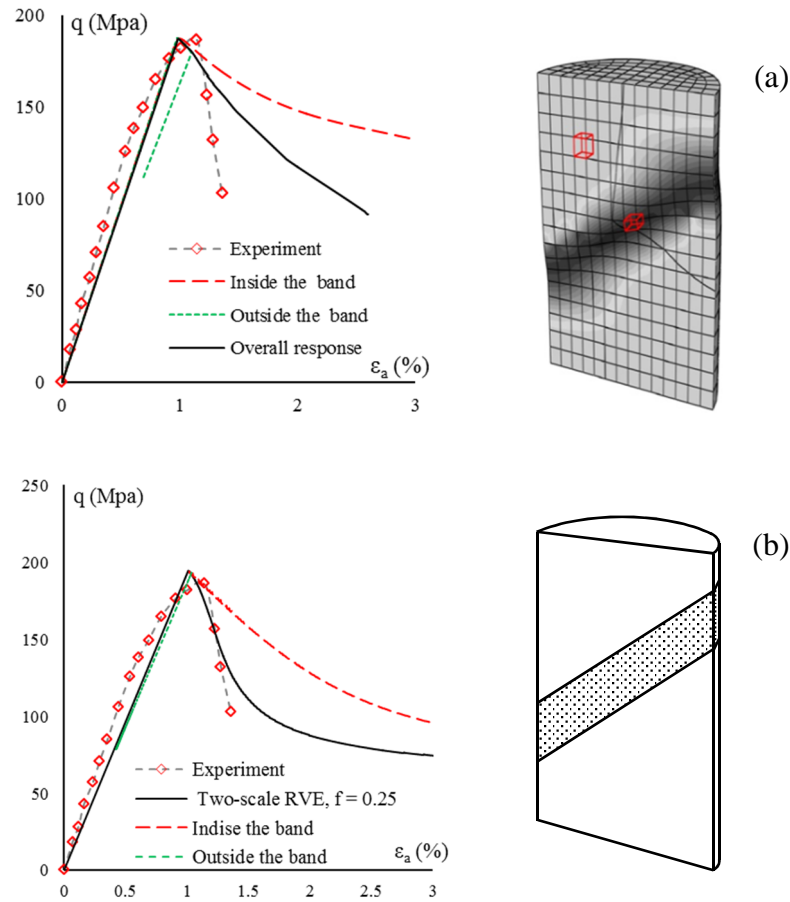 q (Mpa)
200
150
100
50
0
0
1
2
3
εa (%)
Experiment
Inside the band
Outside the band
Overall response
(a)
q (Mpa)
250
200
150
100
50
0
0
0.5
1
1.5
2
2.5
3
εa (%)
Experiment
Two-scale RVE, f = 0.25
Indise the band
Outside the band
(b)